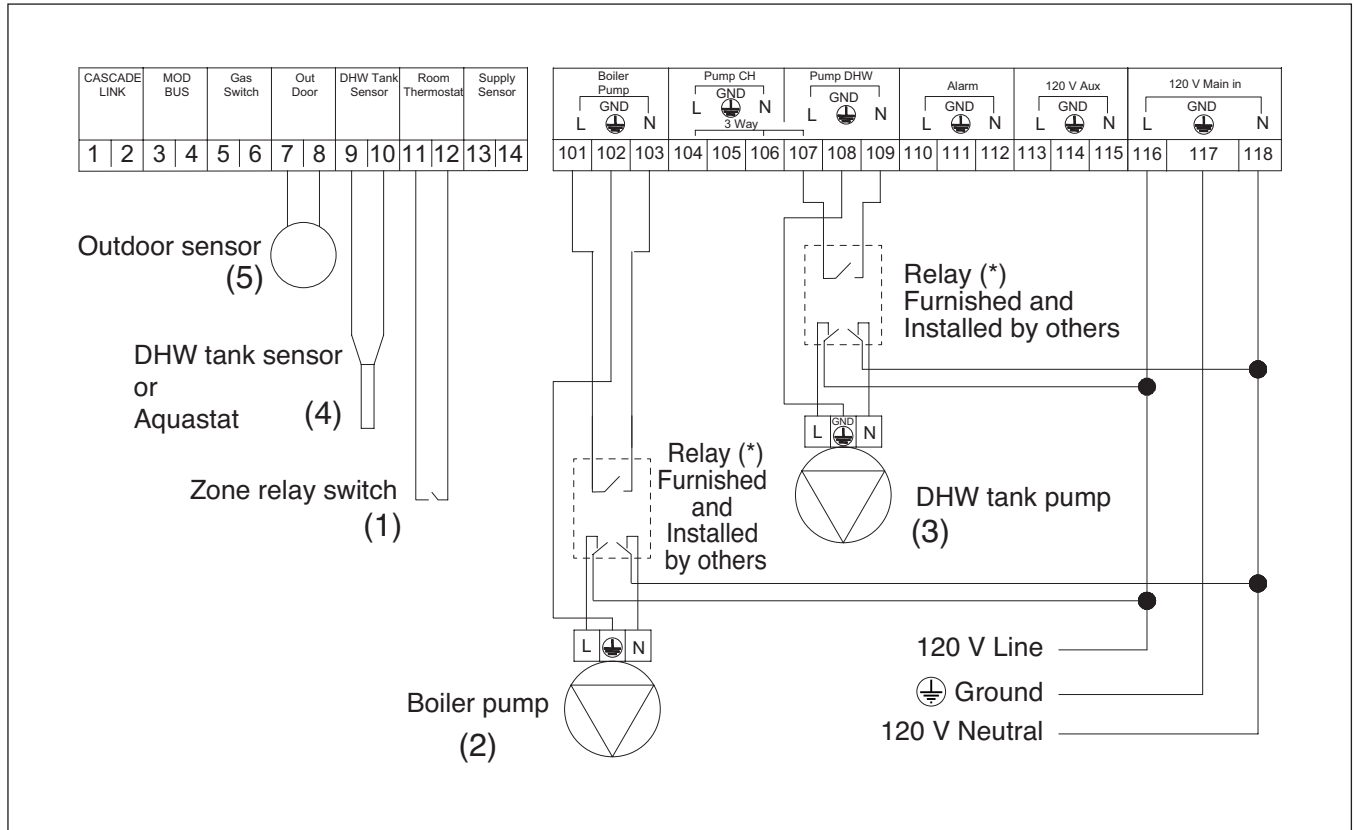 CASCADE LINK
MOD BUS
Gas Switch
Out Door
DHW Tank Sensor
Room Thermostat
Supply Sensor
1 2 3 4 5 6 7 8 9 10 11 12 13 14
Boiler Pump
GND
L N
Pump CH
GND
L N
3 Way
Pump DHW
GND
L N
Alarm
GND
L N
120 V Aux
GND
L N
120 V Main in
GND
L N
101 102 103 104 105 106 107 108 109 110 111 112 113 114 115 116 117 118
Outdoor sensor
(5)
DHW tank sensor
or
Aquastat
(4)
Zone relay switch
(1)
Relay (*)
Furnished and
Installed by others
L GND N
DHW tank pump
(3)
Relay (*)
Furnished
and
Installed
by others
L N
Boiler pump
(2)
120 V Line
Ground
120 V Neutral